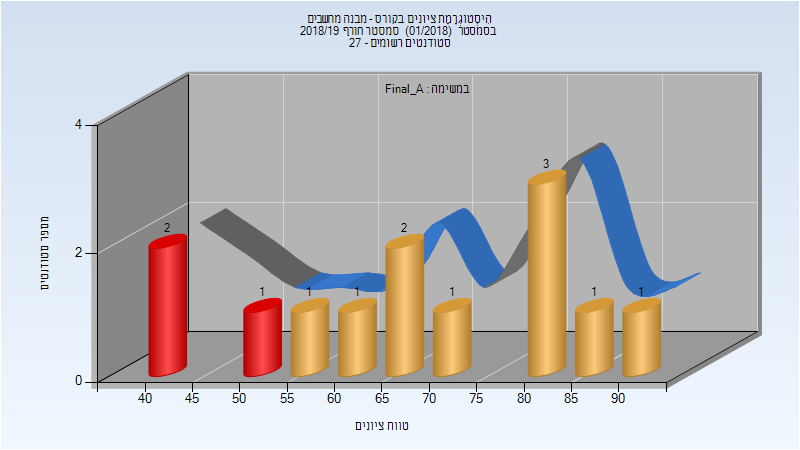 היסטוגרמת ציונים בקורס - מבנה מחשבים
בסמסטר (01/2018) סמסטר חורף 2018/19
סטודנטים רשומים - 27
במשימה : Final_A
מספר סטודנטים
4
2
0
2
1
1
1
2
1
3
1
1
40 45 50 55 60 65 70 75 80 85 90
טווח ציונים